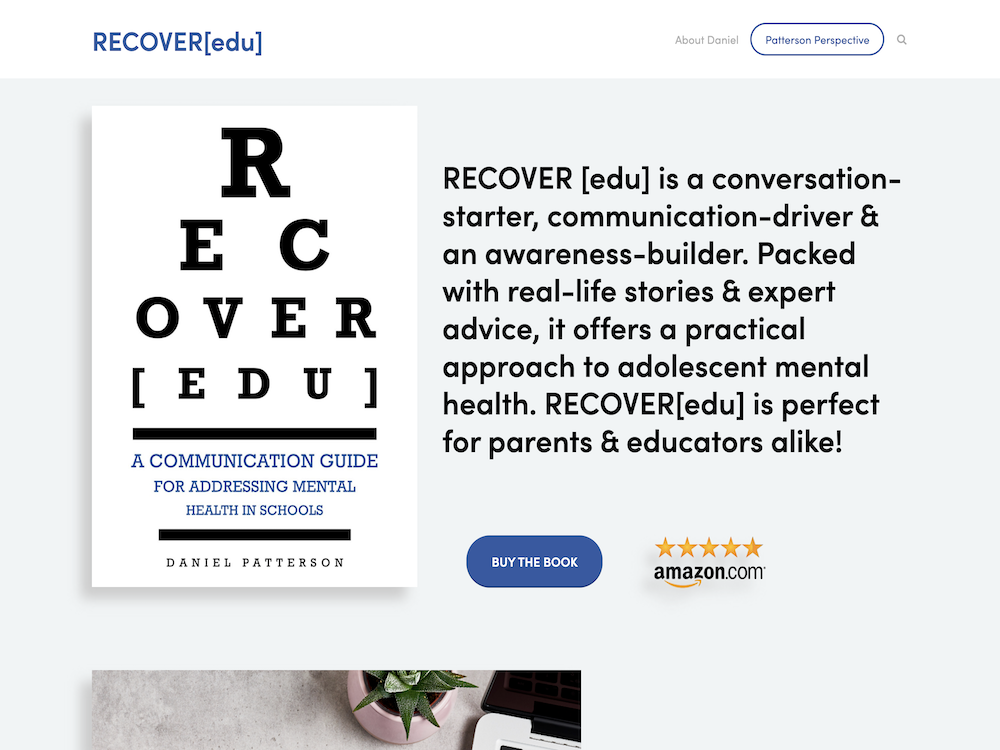 RECOVER[edu]
About Daniel
Patterson Perspective
R
E C
O V E R
[ E D U ]
A COMMUNICATION GUIDE
FOR ADDRESSING MENTAL
HEALTH IN SCHOOLS
DANIEL PATTERSON
RECOVER [edu] is a conversation-
starter, communication-driver &
an awareness-builder. Packed
with real-life stories & expert
advice, it offers a practical
approach to adolescent mental
health. RECOVER[edu] is perfect
for parents & educators alike!
BUY THE BOOK
amazon.com